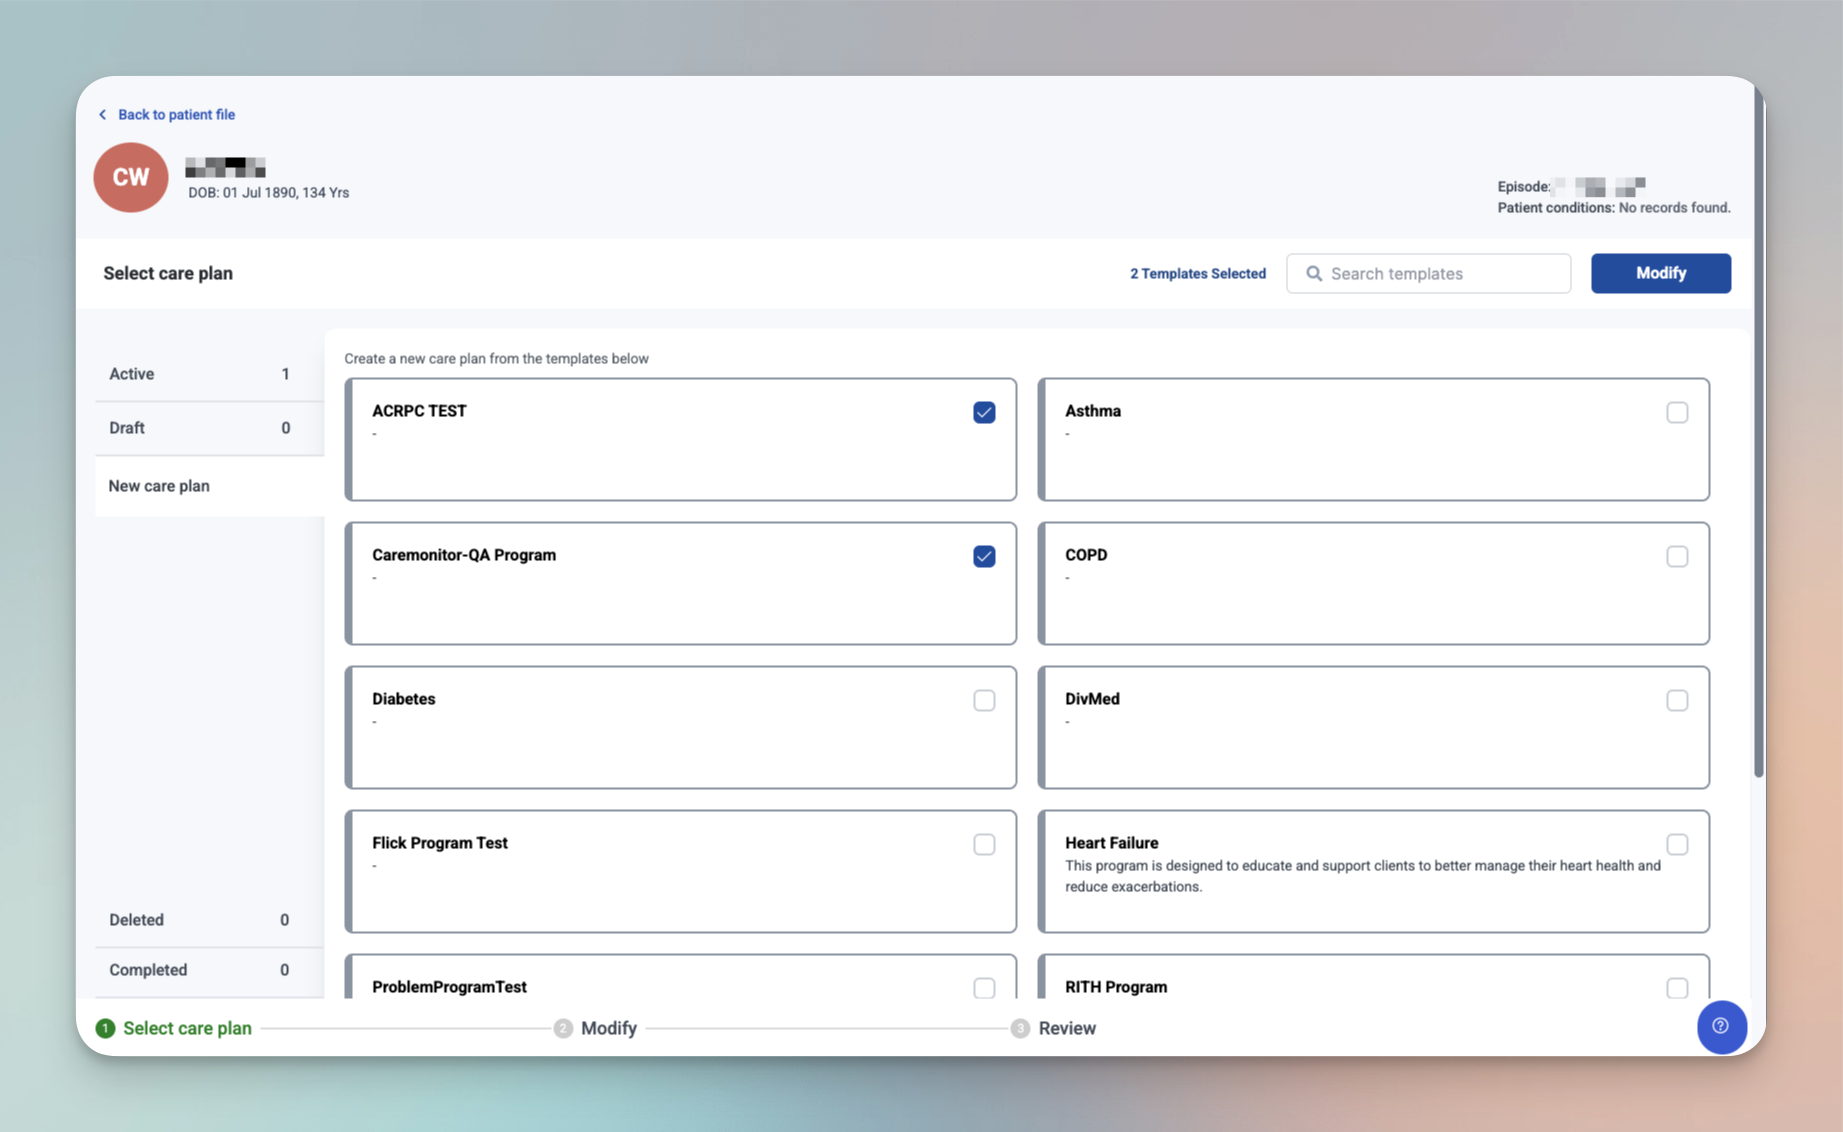 Back to patient file
CW
DOB: 01 Jul 1890, 134 Yrs
Episode:
Patient conditions: No records found.
Select care plan
2 Templates Selected
Search templates
Modify
Active 1
Draft 0
New care plan
Deleted 0
Completed 0
Create a new care plan from the templates below
ACRPC TEST
-
Asthma
-
Caremonitor-QA Program
-
COPD
-
Diabetes
-
DivMed
-
Flick Program Test
-
Heart Failure
This program is designed to educate and support clients to better manage their heart health and
reduce exacerbations.
ProblemProgramTest
RITH Program
1 Select care plan
2 Modify
3 Review
?